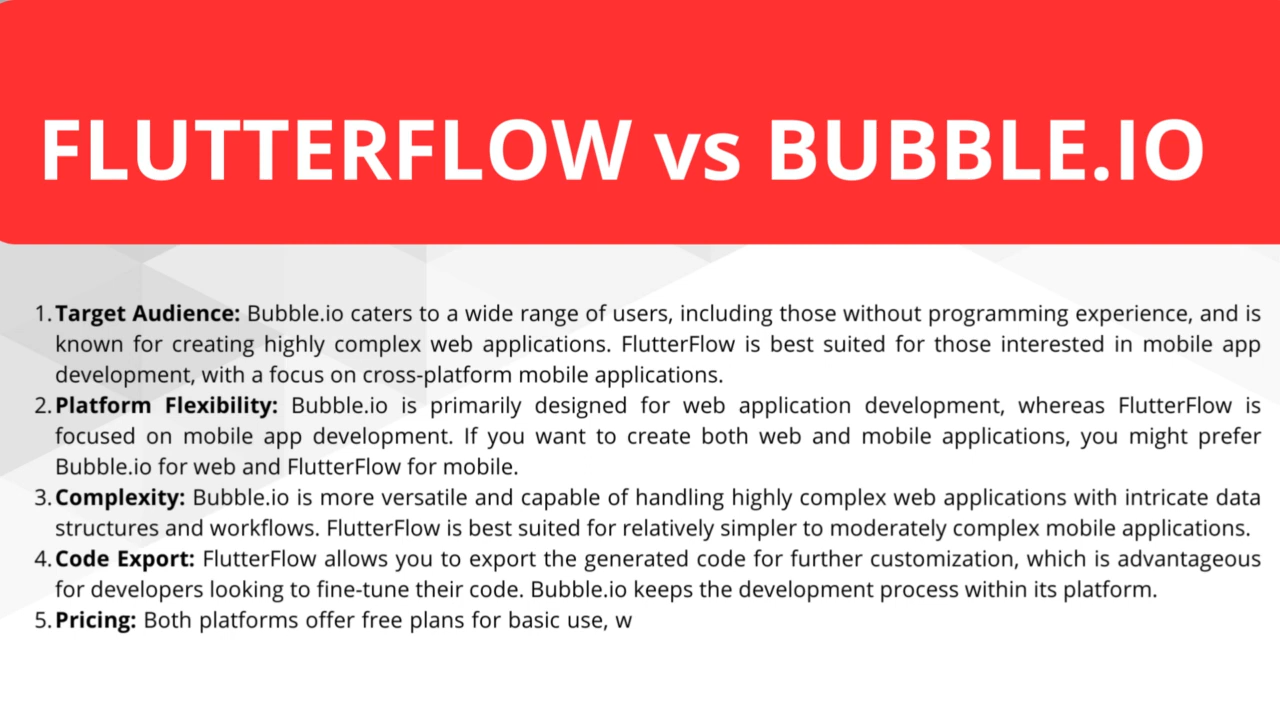 FLUTTERFLOW vs BUBBLE.IO
1. Target Audience: Bubble.io caters to a wide range of users, including those without programming experience, and is
known for creating highly complex web applications. FlutterFlow is best suited for those interested in mobile app
development, with a focus on cross-platform mobile applications.
2. Platform Flexibility: Bubble.io is primarily designed for web application development, whereas FlutterFlow is
focused on mobile app development. If you want to create both web and mobile applications, you might prefer
Bubble.io for web and FlutterFlow for mobile.
3. Complexity: Bubble.io is more versatile and capable of handling highly complex web applications with intricate data
structures and workflows. FlutterFlow is best suited for relatively simpler to moderately complex mobile applications.
4. Code Export: FlutterFlow allows you to export the generated code for further customization, which is advantageous
for developers looking to fine-tune their code. Bubble.io keeps the development process within its platform.
5. Pricing: Both platforms offer free plans for basic use, w